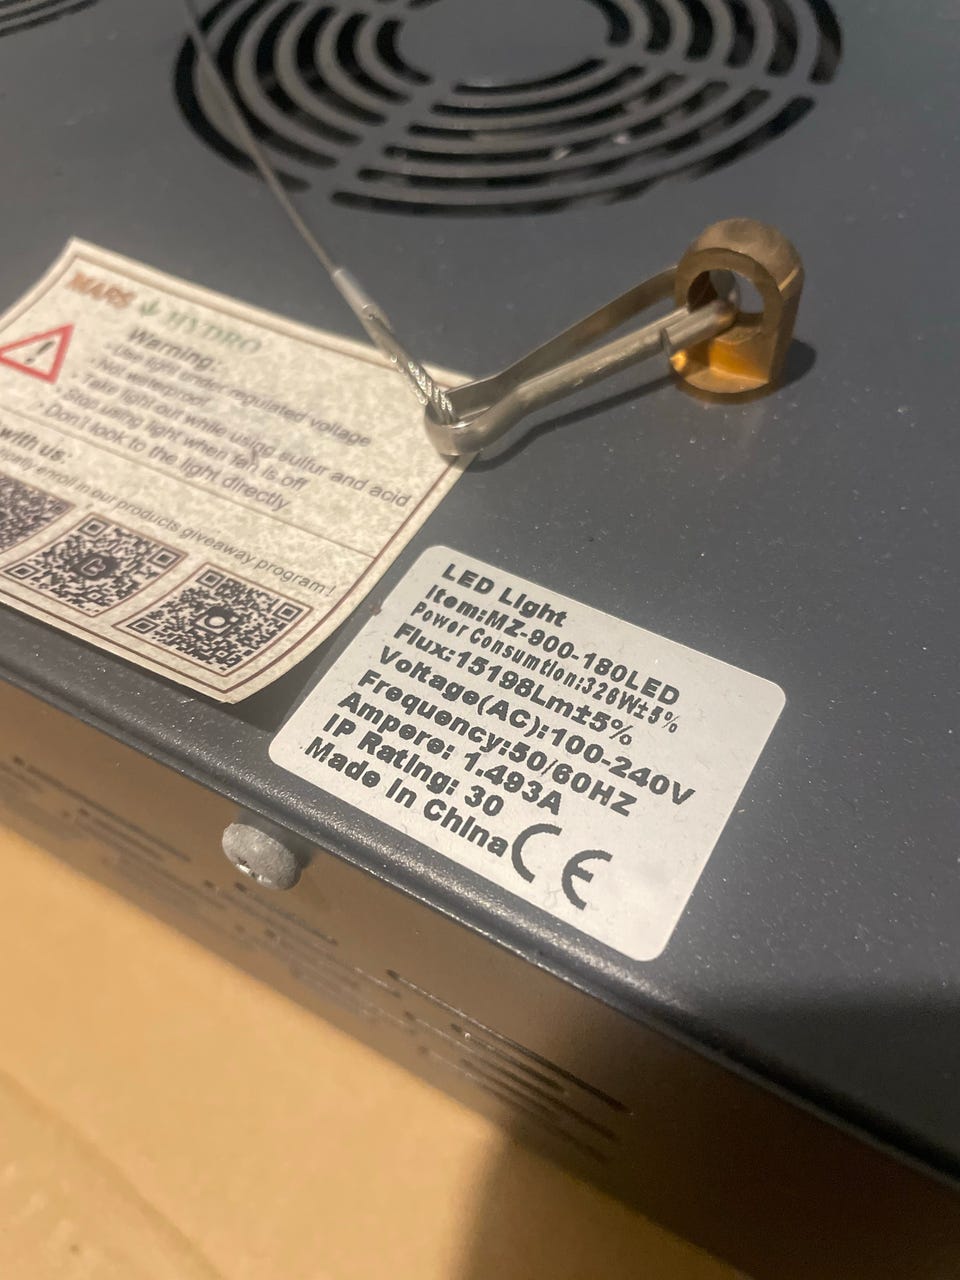 MARS HYDRO
Warning:
·Use light under regulated voltage
·Not waterproof
·Take light out while using sulfur and acid
·Stop using light when fan is off
·Don't look to the light directly
with us.
enroll in our products giveaway program!
LED Light
Item:MZ-900-180LED
Power Consumtion:328W±5%
Flux:15198Lm±5%
Voltage(AC):100-240V
Frequency:50/60HZ
Ampere: 1.493A
IP Rating: 30
Made in China CE